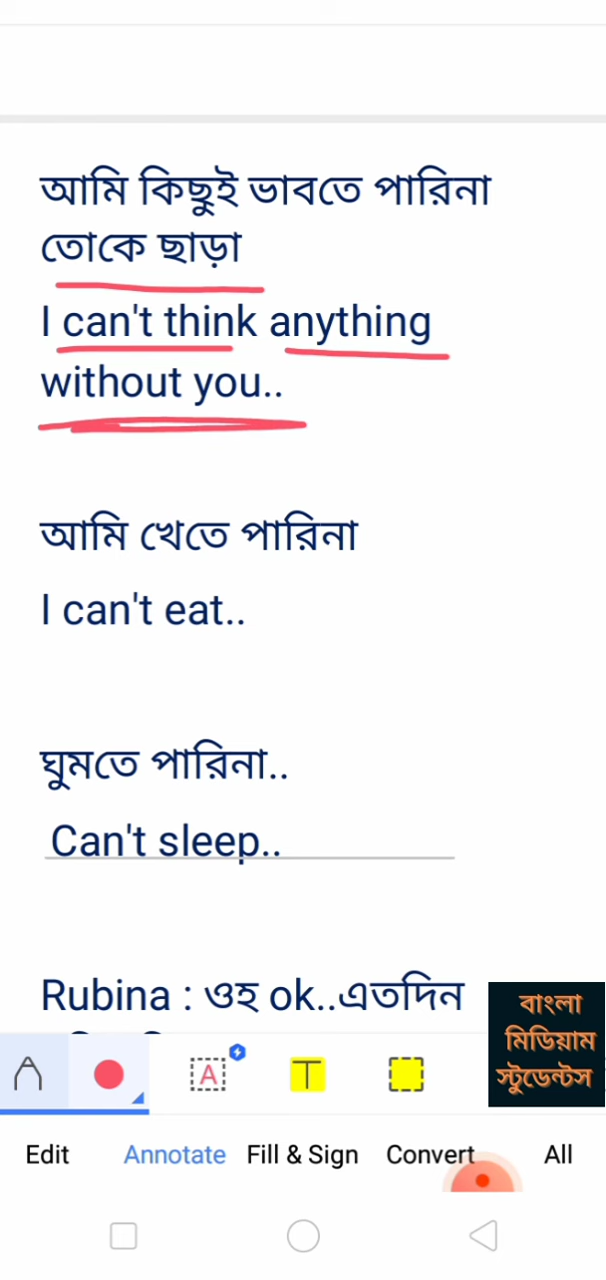 আমি কিছুই ভাবতে পারিনা
তোকে ছাড়া
I can't think anything
without you..
আমি খেতে পারিনা
I can't eat..
ঘুমতে পারিনা..
Can't sleep..
Rubina : ওহ ok..এতদিন
বাংলা
মিডিয়াম
স্টুডেন্টস
A
T
Edit
Annotate
Fill & Sign
Convert
All